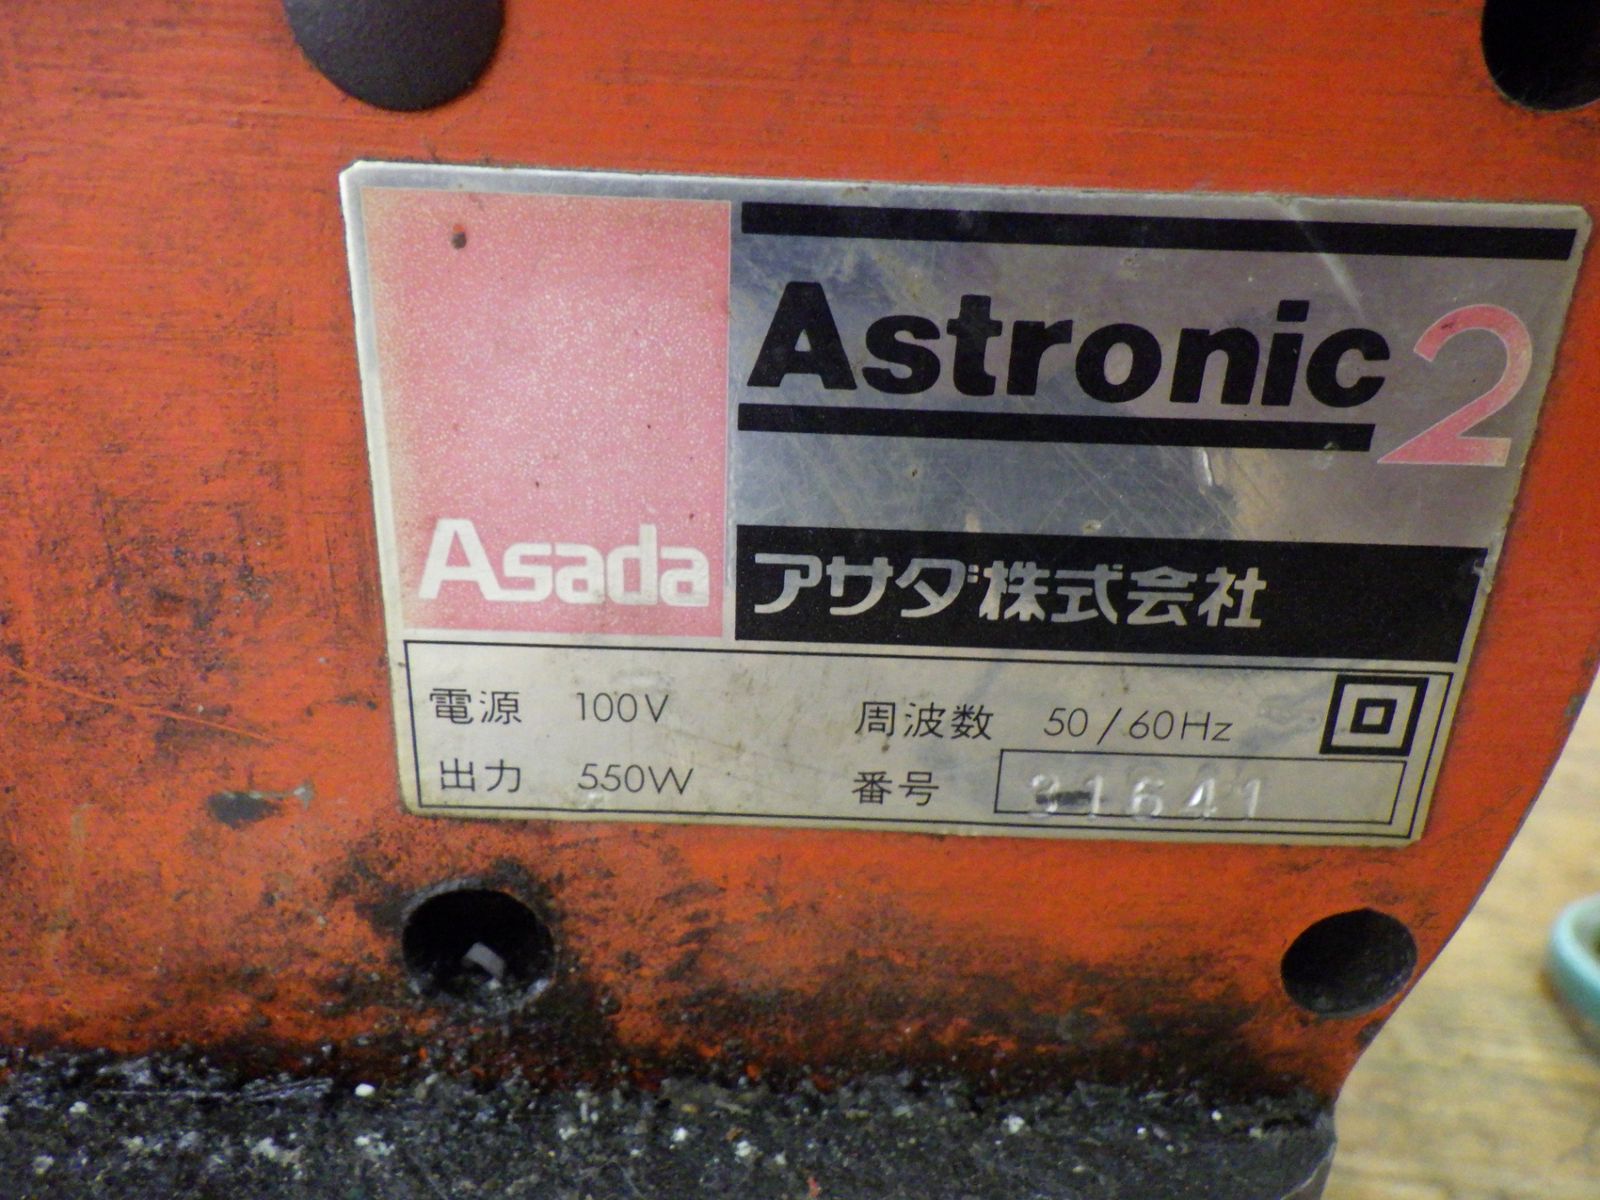 Astronic 2
Asada
アサダ株式会社
電源 100V 周波数 50/60Hz
出力 550W 番号 31641